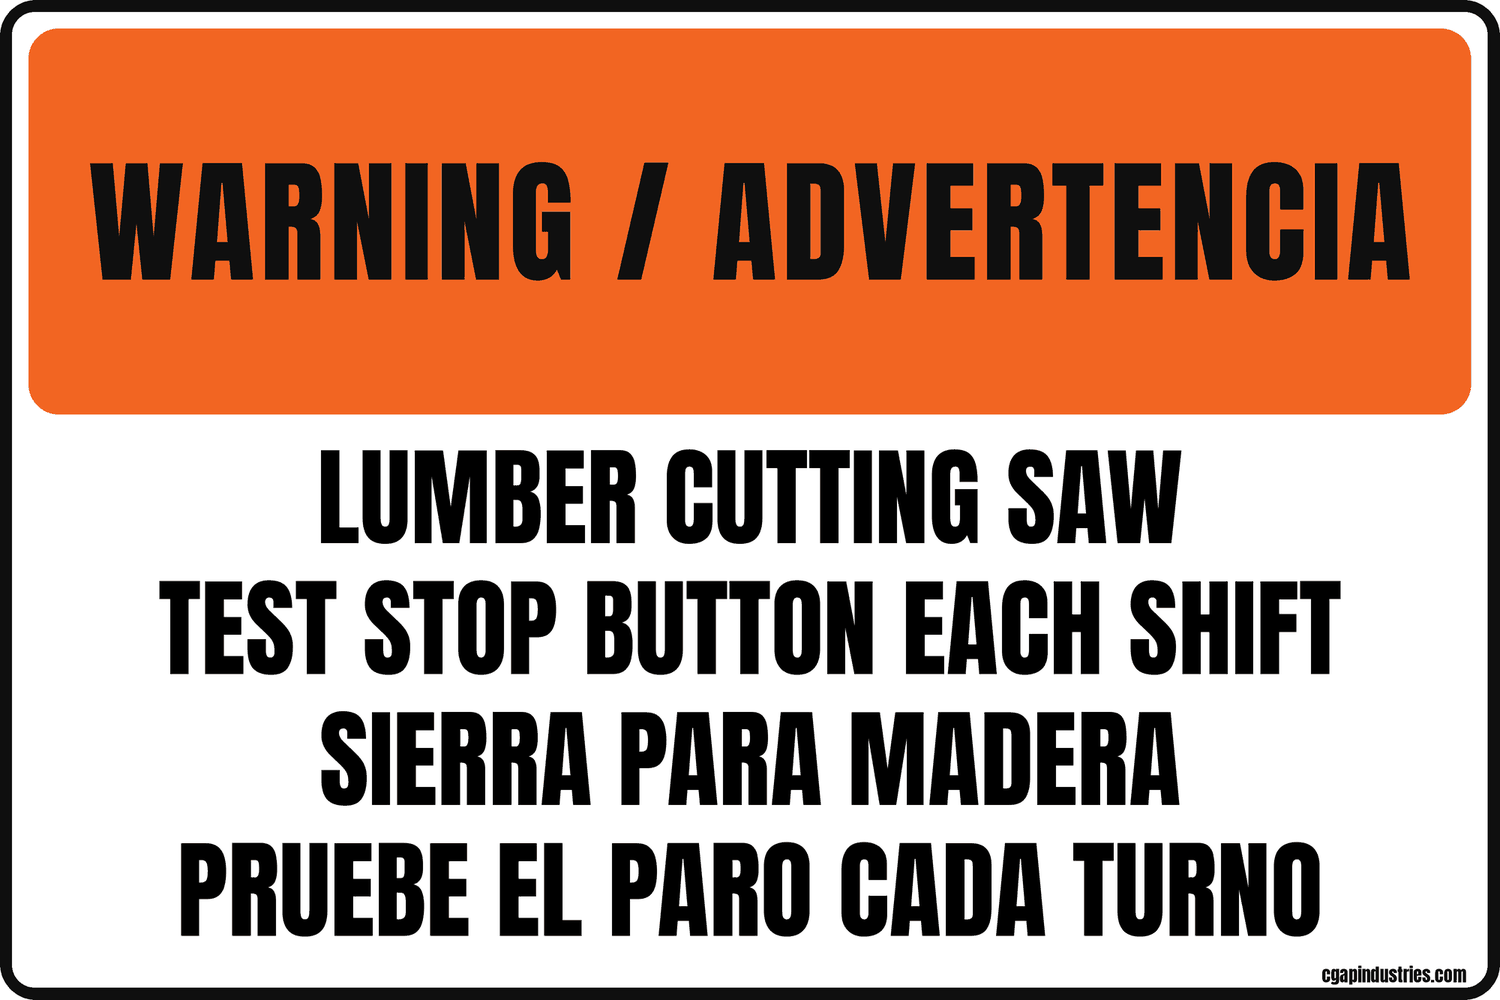 WARNING / ADVERTENCIA
LUMBER CUTTING SAW
TEST STOP BUTTON EACH SHIFT
SIERRA PARA MADERA
PRUEBE EL PARO CADA TURNO
cgapindustries.com